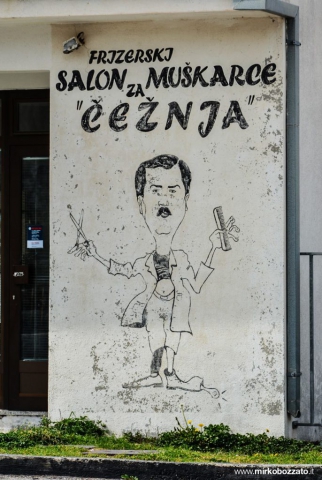 FRIZERSKI
SALON ZA MUŠKARCE
"ČEŽNJA"
www.mirkobozzato.it